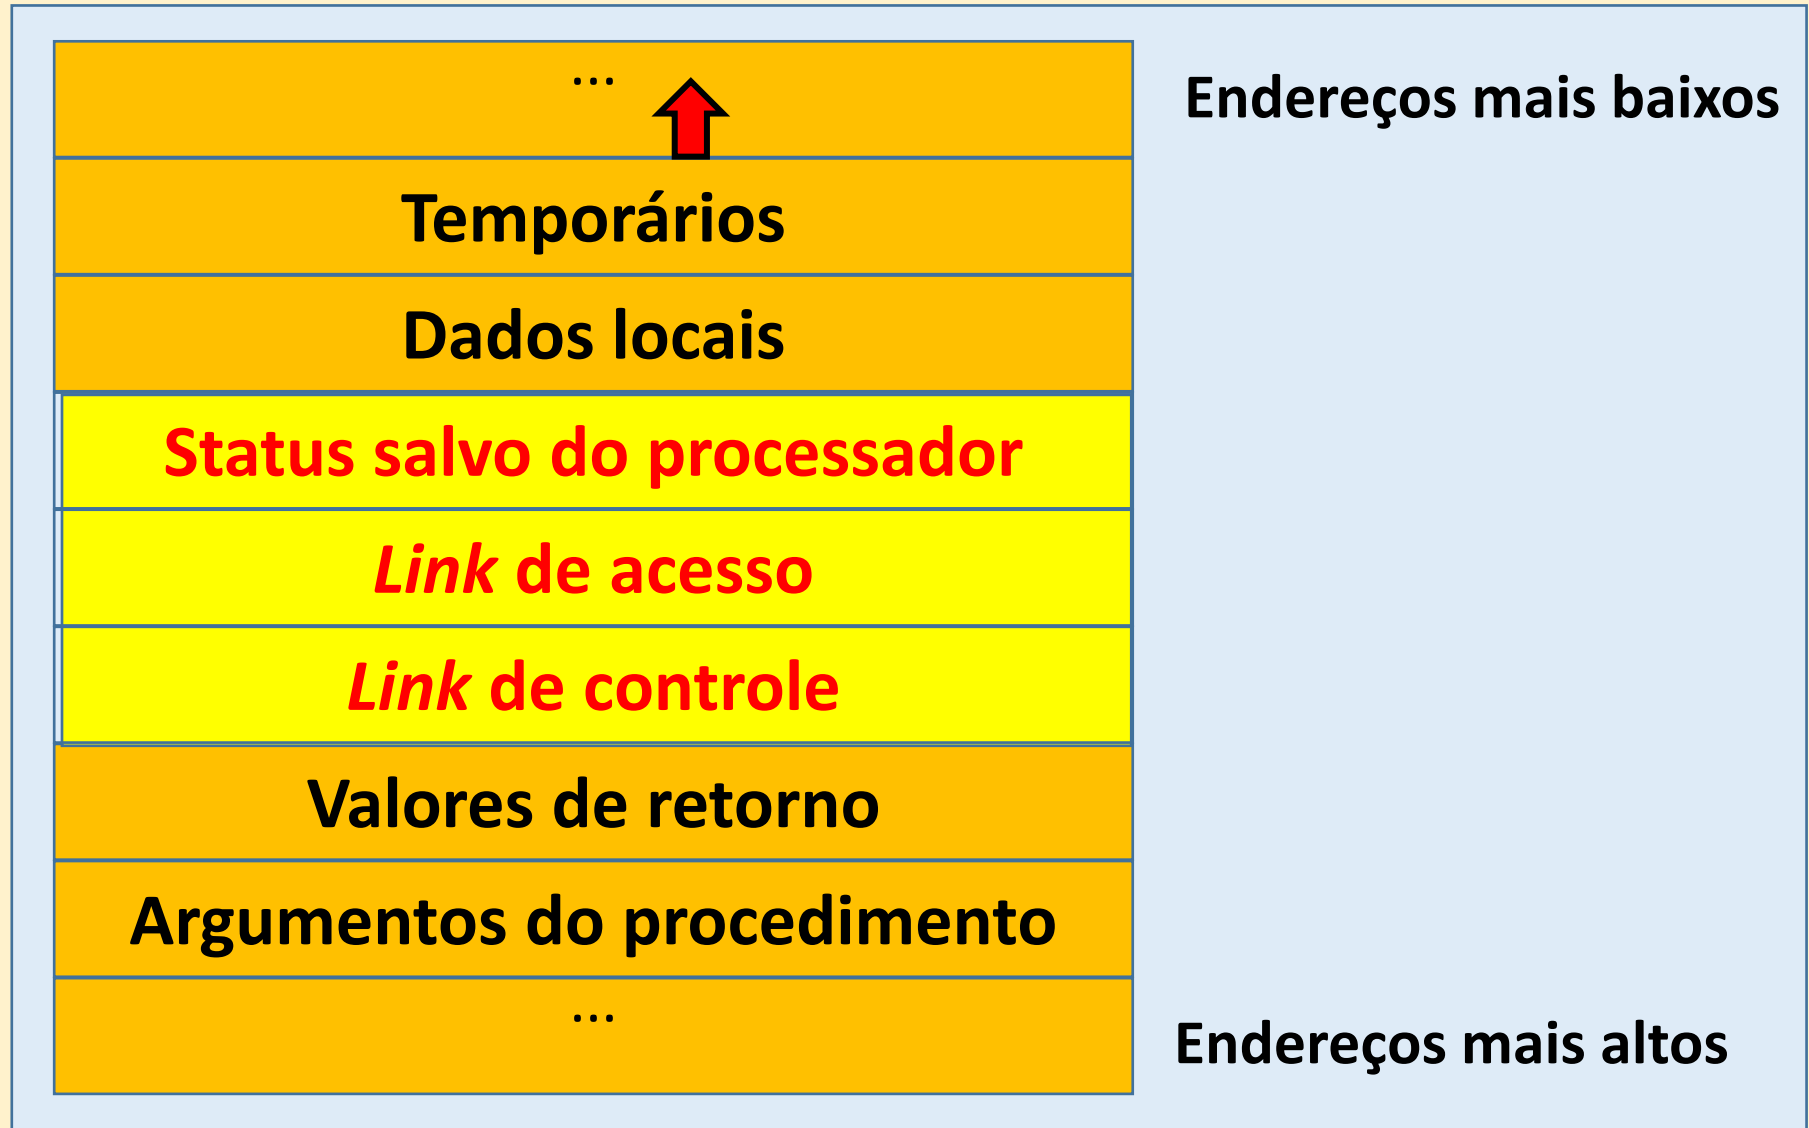 ...
Endereços mais baixos
Temporários
Dados locais
Status salvo do processador
Link de acesso
Link de controle
Valores de retorno
Argumentos do procedimento
...
Endereços mais altos